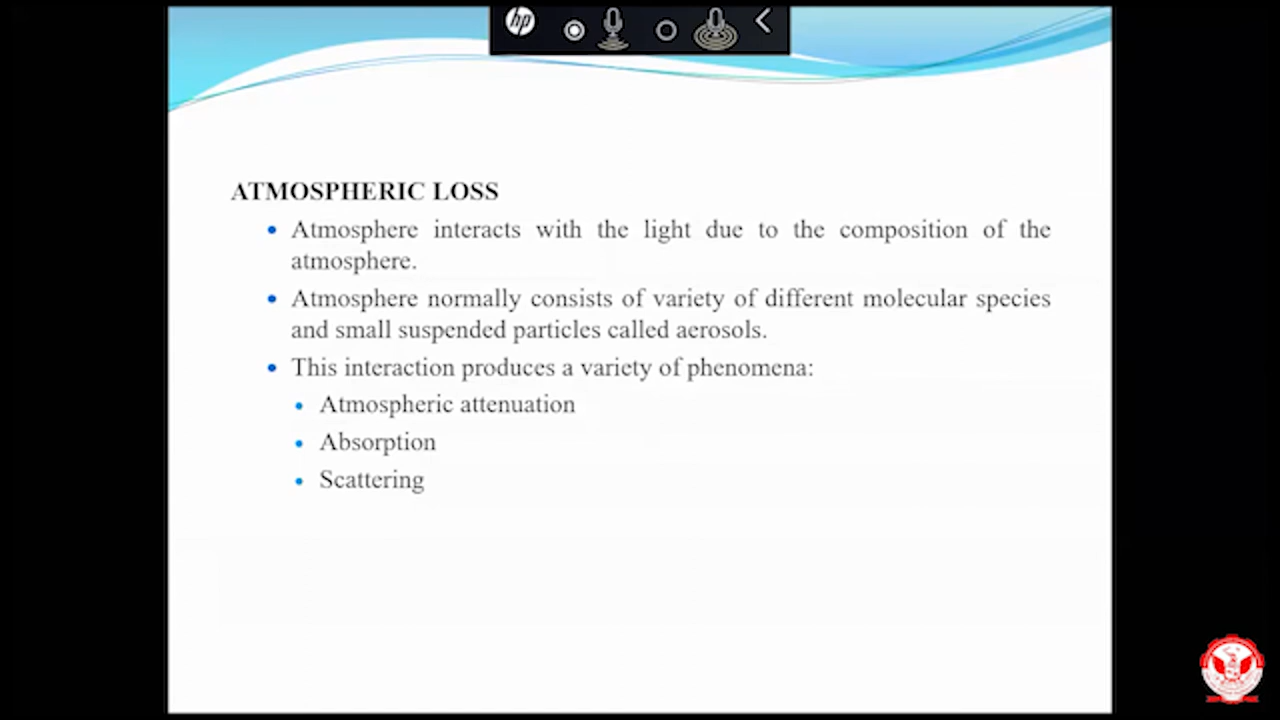 hp
ATMOSPHERIC LOSS
• Atmosphere interacts with the light due to the composition of the
atmosphere.
• Atmosphere normally consists of variety of different molecular species
and small suspended particles called aerosols.
• This interaction produces a variety of phenomena:
• Atmospheric attenuation
• Absorption
• Scattering